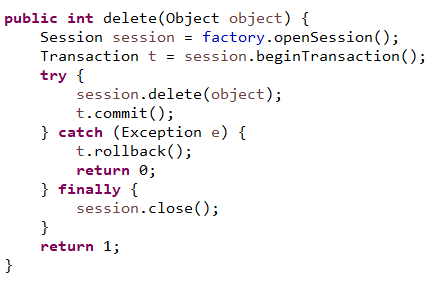 public int delete(Object object) {
    Session session = factory.openSession();
    Transaction t = session.beginTransaction();
    try {
        session.delete(object);
        t.commit();
    } catch (Exception e) {
        t.rollback();
        return 0;
    } finally {
        session.close();
    }
    return 1;
}